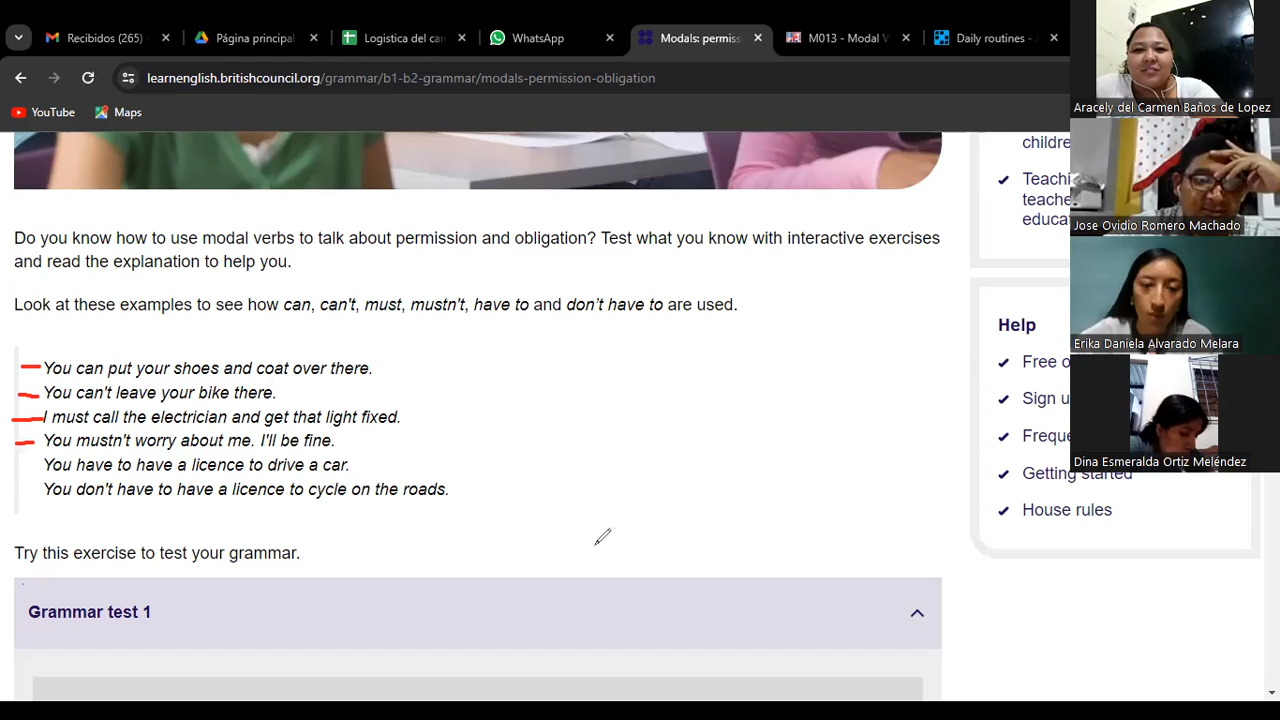 Recibidos (265)
Página principal
Logistica del car
WhatsApp
Modals: permiss
M013 - Modal V
Daily routines -
learnenglish.britishcouncil.org/grammar/b1-b2-grammar/modals-permission-obligation
YouTube
Maps
Aracely del Carmen Baños de Lopez
Jose Ovidio Romero Machado
Erika Daniela Alvarado Melara
Dina Esmeralda Ortiz Meléndez
Do you know how to use modal verbs to talk about permission and obligation? Test what you know with interactive exercises
and read the explanation to help you.
Look at these examples to see how can, can't, must, mustn't, have to and don't have to are used.
You can put your shoes and coat over there.
You can't leave your bike there.
I must call the electrician and get that light fixed.
You mustn't worry about me. I'll be fine.
You have to have a licence to drive a car.
You don't have to have a licence to cycle on the roads.
Try this exercise to test your grammar.
Grammar test 1
childre
Teachi
teache
educa
Help
Free o
Sign u
Freque
Getting started
House rules